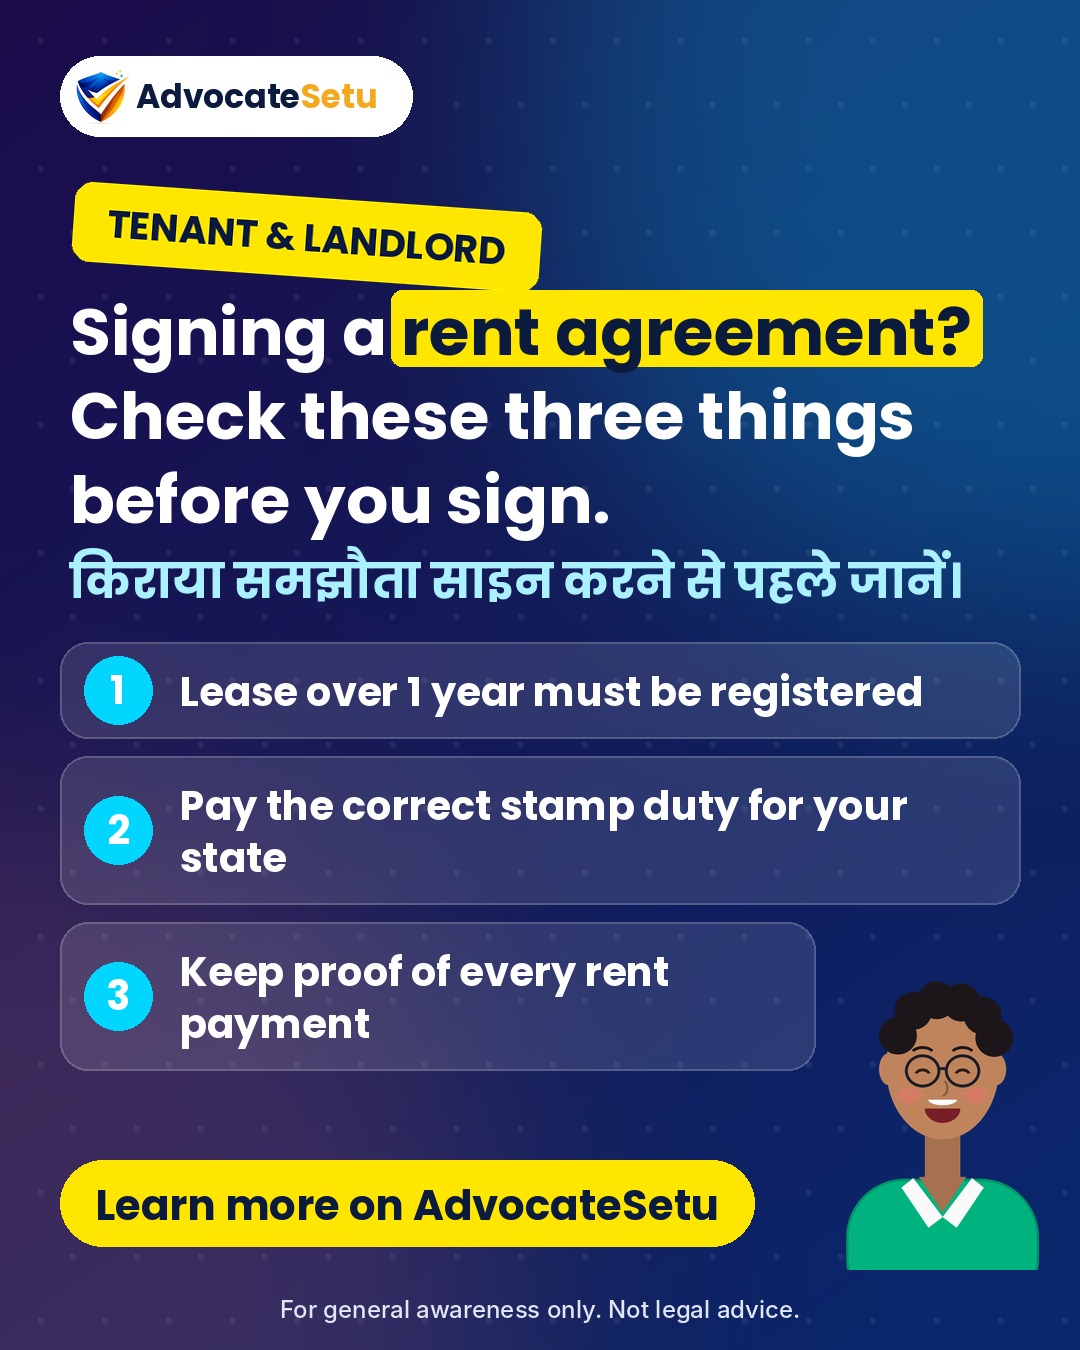 AdvocateSetu
TENANT & LANDLORD
Signing a rent agreement?
Check these three things
before you sign.
किराया समझौता साइन करने से पहले जानें।
1 Lease over 1 year must be registered
2 Pay the correct stamp duty for your
state
3 Keep proof of every rent
payment
Learn more on AdvocateSetu
For general awareness only. Not legal advice.